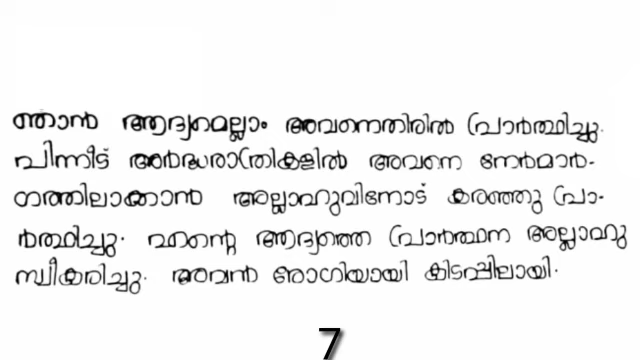 ഞാൻ ആദ്യമെല്ലാം അവനെതിരിൽ പ്രാർത്ഥിച്ചു.
പിന്നീട് അർദ്ധരാത്രികളിൽ അവനെ നേർമാർ-
ഗത്തിലാക്കാൻ അല്ലാഹുവിനോട് കരഞ്ഞു പ്രാ-
ർത്ഥിച്ചു. എന്റെ ആദ്യത്തെ പ്രാർത്ഥന അല്ലാഹു
സ്വീകരിച്ചു. അവൻ രോഗിയായി കിടപ്പിലായി.
7